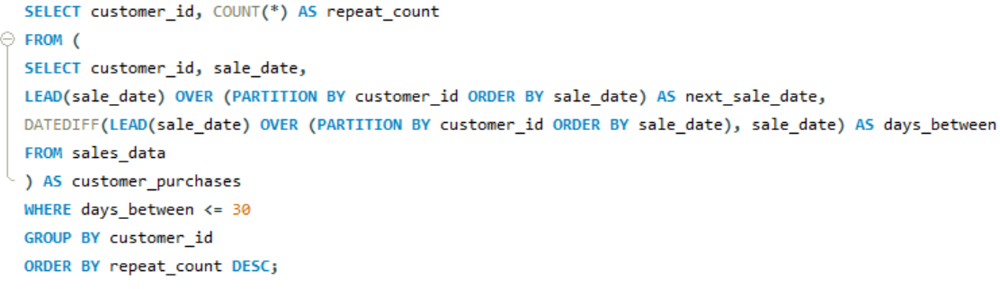 SELECT customer_id, COUNT(*) AS repeat_count
FROM (
SELECT customer_id, sale_date,
LEAD(sale_date) OVER (PARTITION BY customer_id ORDER BY sale_date) AS next_sale_date,
DATEDIFF(LEAD(sale_date) OVER (PARTITION BY customer_id ORDER BY sale_date), sale_date) AS days_between
FROM sales_data
) AS customer_purchases
WHERE days_between <= 30
GROUP BY customer_id
ORDER BY repeat_count DESC;